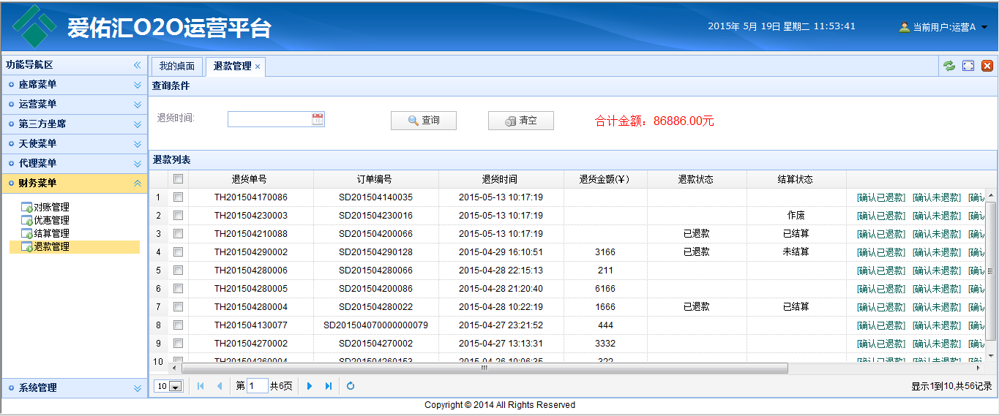 爱佑汇O2O运营平台
2015年 5月 19日 星期二 11:53:41
当前用户:运营A
功能导航区
座席菜单
运营菜单
第三方坐席
天使菜单
代理菜单
财务菜单
对账管理
优惠管理
结算管理
退款管理
系统管理
我的桌面 退款管理
查询条件
退货时间: 查询 清空 合计金额：86886.00元
退款列表
退货单号 订单编号 退货时间 退货金额(￥) 退款状态 结算状态
1 TH201504170086 SD201504140035 2015-05-13 10:17:19 [确认已退款] [确认未退款] [确认
2 TH201504230003 SD201504230016 2015-05-13 10:17:19 作废 [确认已退款] [确认未退款] [确认
3 TH201504210088 SD201504200066 2015-05-13 10:17:19 已退款 已结算 [确认已退款] [确认未退款] [确认
4 TH201504290002 SD201504290128 2015-04-29 16:10:51 3166 已退款 未结算 [确认已退款] [确认未退款] [确认
5 TH201504280006 SD201504280066 2015-04-28 22:15:13 211 [确认已退款] [确认未退款] [确认
6 TH201504280005 SD201504200086 2015-04-28 21:20:40 6166 [确认已退款] [确认未退款] [确认
7 TH201504280004 SD201504280022 2015-04-28 10:22:19 1666 已退款 已结算 [确认已退款] [确认未退款] [确认
8 TH201504130077 SD201504070000000079 2015-04-27 23:21:52 444 [确认已退款] [确认未退款] [确认
9 TH201504270002 SD201504270002 2015-04-27 13:13:31 3332 [确认已退款] [确认未退款] [确认
10 TH201504260004 SD201504260153 2015-04-26 10:06:35 322 [确认已退款] [确认未退款] [确认
10 第 1 共6页 显示1到10,共56记录
Copyright © 2014 All Rights Reserved